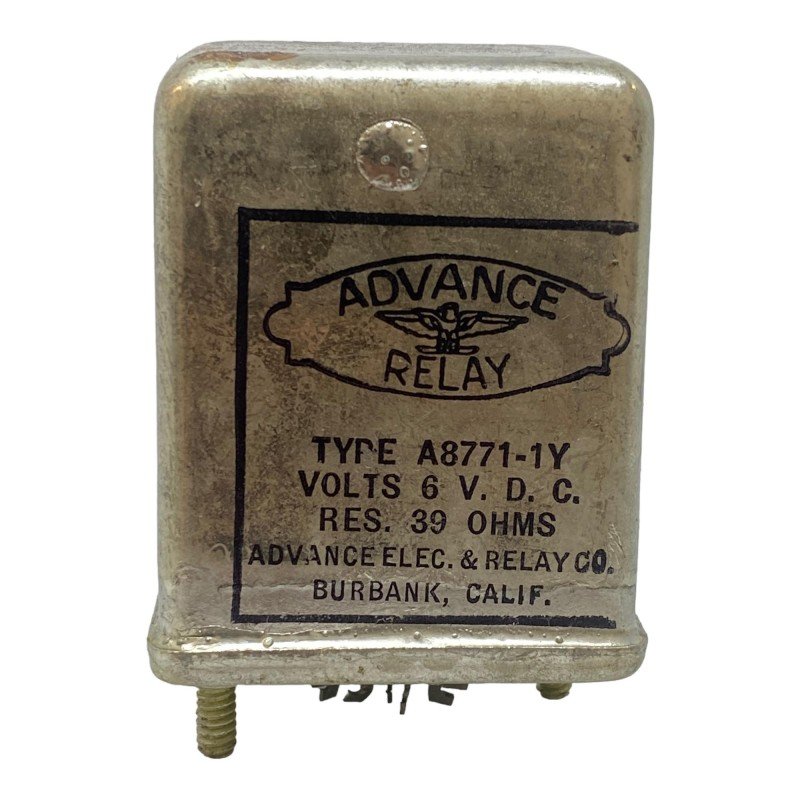 ADVANCE
RELAY
TYPE A8771-1Y
VOLTS 6 V. D. C.
RES. 39 OHMS
ADVANCE ELEC. & RELAY CO.
BURBANK, CALIF.